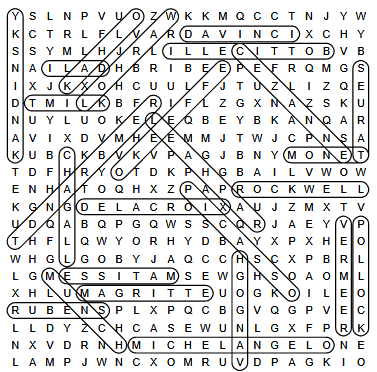 Y S L N P V U O Z W K K M Q C C T N J Y W
K C T R L F L V A R D A V I N C I X C H Y
S S Y M L H J R L I L L E C I T T O B V B
N A I L A D H B R I B E E P E F R Q M G S
I X J K X O H C U U L F J T U Z L I Z Q E
D T M I L K B F R I F L Z G X N A Z S K U
N U Y L U O K E L E Q B E Y B K A N Q A R
A V I X D V M H E E M M J T W J C P N S A
K U B C K B V K V P A G J B N Y M O N E T
T D F H R Y O T D K P H G B A I L V W O W
E N H A T O Q H X Z P A P R O C K W E L L
K G N G D E L A C R O I X A U J Z M X T V
U D Q A B Q P G Q W S S C Q R J A E Y V P
T H F L Q W Y O R H Y D B A Y X P X H E O
W H G L G O B Y J A Q C C H S C X P B R L
L G M E S S I T A M S E W G H S O A O M L
X H L U M A G R I T T E U O G K O I L E O
R U B E N S P L X P Q C B G V Q G P V E C
L L D Y Z C H C A S E W U N L G X F P R K
N X V D R N H M I C H E L A N G E L O N E
L A M P J W N C X O M R U V D P A G K I O